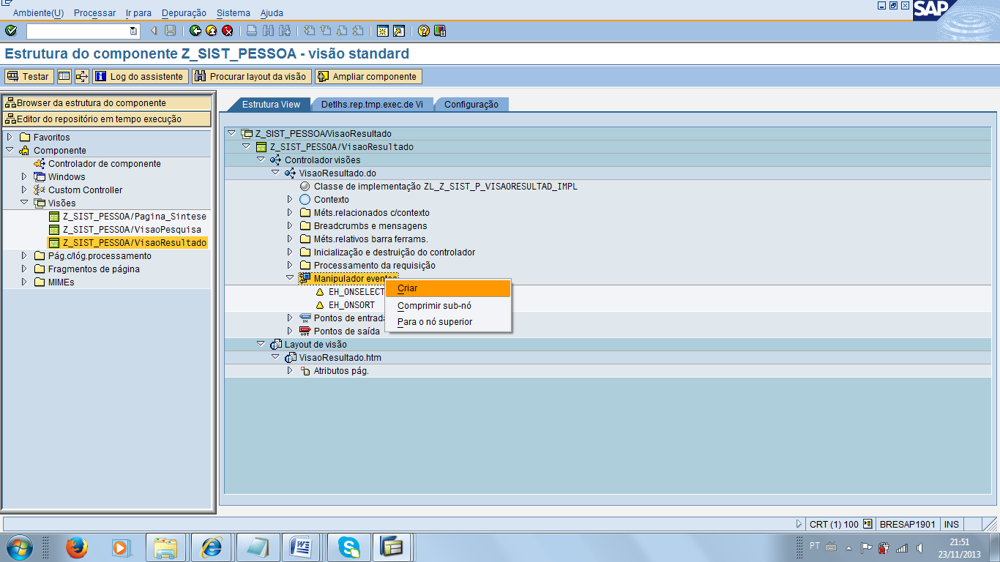 Ambiente(U) Processar Ir para Depuração Sistema Ajuda
SAP
Estrutura do componente Z_SIST_PESSOA - visão standard
Testar Log do assistente Procurar layout da visão Ampliar componente
Browser da estrutura do componente
Editor do repositório em tempo execução
Favoritos
Componente
Controlador de componente
Windows
Custom Controller
Visões
Z_SIST_PESSOA/Pagina_Sintese
Z_SIST_PESSOA/VisaoPesquisa
Z_SIST_PESSOA/VisaoResultado
Pág.c/lóg.processamento
Fragmentos de página
MIMEs
Estrutura View Detlhs.rep.tmp.exec.de Vi Configuração
Z_SIST_PESSOA/VisaoResultado
Z_SIST_PESSOA/VisaoResultado
Controlador visões
VisaoResultado.do
Classe de implementação ZL_Z_SIST_P_VISAORESULTAD_IMPL
Contexto
Méts.relacionados c/contexto
Breadcrumbs e mensagens
Méts.relativos barra ferrams.
Inicialização e destruição do controlador
Processamento da requisição
Manipulador eventos
EH_ONSELECT
EH_ONSORT
Pontos de entrada
Pontos de saída
Layout de visão
VisaoResultado.htm
Atributos pág.
Criar
Comprimir sub-nó
Para o nó superior
CRT (1) 100 BRESAP1901 INS
PT 21:51
23/11/2013